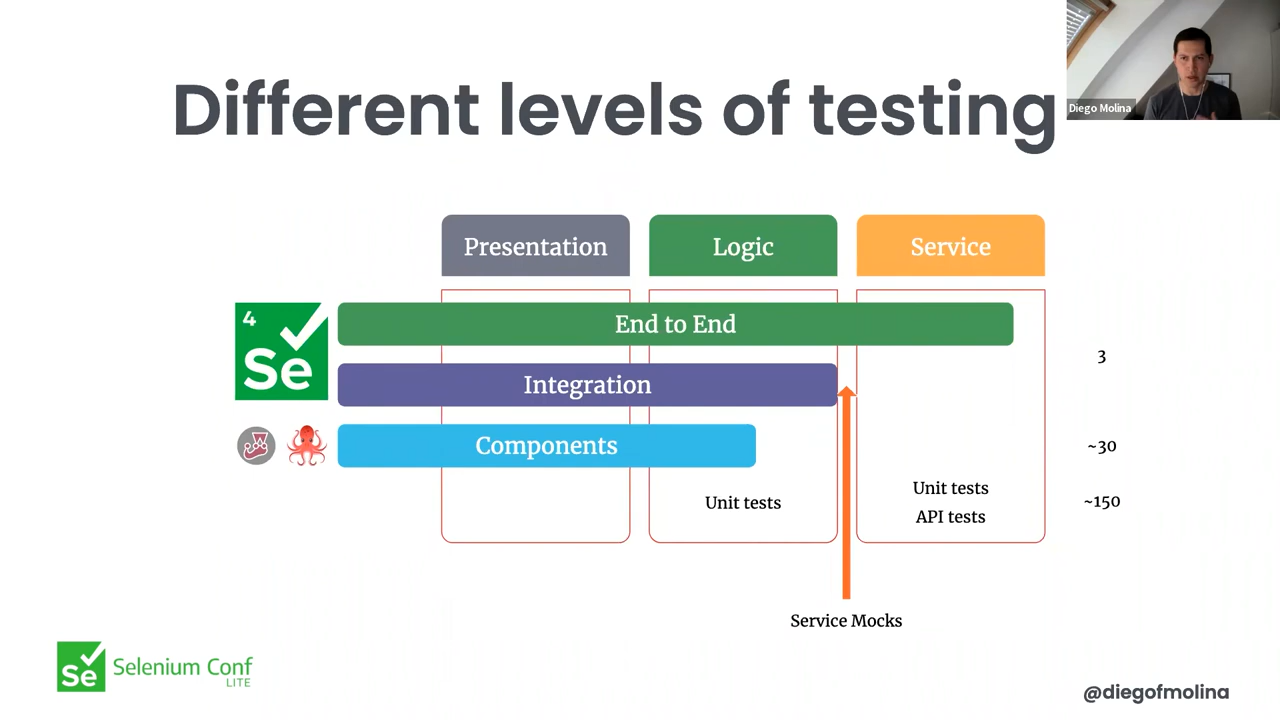 Different levels of testing
Diego Molina
Presentation
Logic
Service
4
Se
End to End
3
Integration
Components
~30
Unit tests
Unit tests
API tests
~150
Service Mocks
Se
Selenium Conf
LITE
@diegofmolina